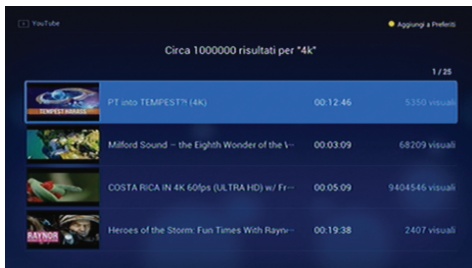 YouTube
Aggiungi a Preferiti
Circa 1000000 risultati per "4k"
1 / 25
TEMPEST
PT into TEMPEST™ (4K) 00:12:46 5350 visuali
Milford Sound – the Eighth Wonder of the 00:03:09 68209 visuali
COSTA RICA IN 4K 60fps (ULTRA HD) w/ Fr··· 00:05:09 9404546 visuali
RAYNOR
Heroes of the Storm: Fun Times With Rayn··· 00:19:38 2407 visuali